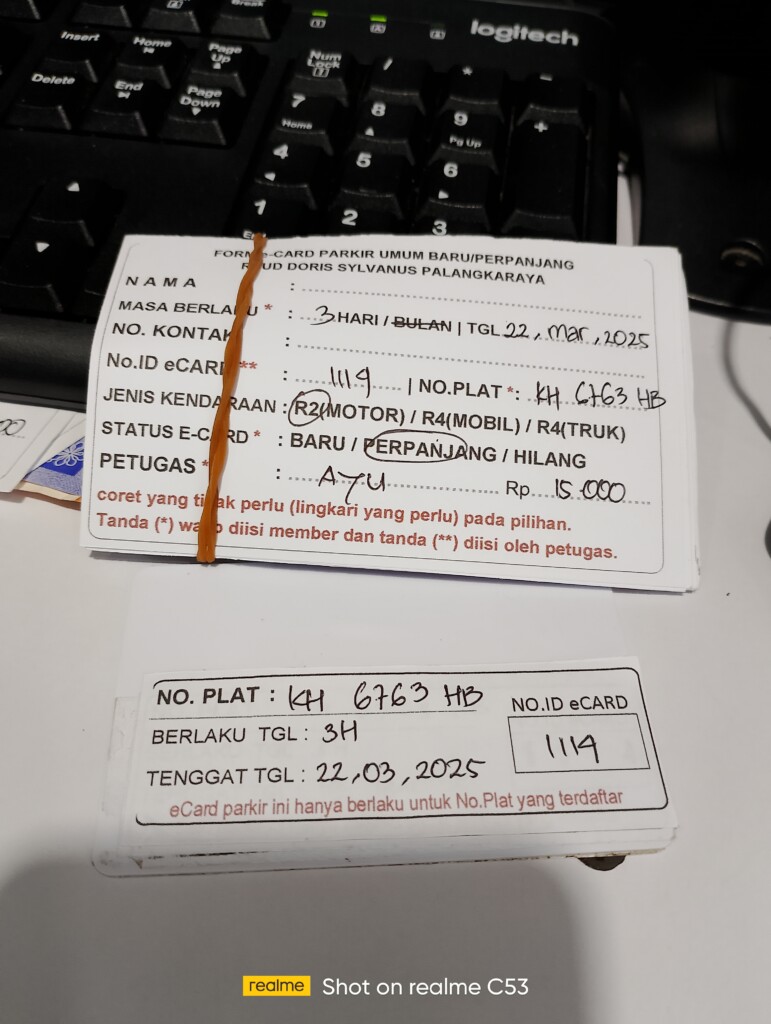 Break
logitech
Insert Home Page Up
Num Lock / * -
Delete End Page Down
7 Home 8 9 Pg Up +
4 5 6
1 2 3
FORM e-CARD PARKIR UMUM BARU/PERPANJANG
RSUD DORIS SYLVANUS PALANGKARAYA
NAMA :
MASA BERLAKU * : 3 HARI / BULAN | TGL 22, Mar, 2025
NO. KONTAK :
No.ID eCARD ** : 1119 | NO.PLAT *: KH 6763 HB
JENIS KENDARAAN : R2(MOTOR) / R4(MOBIL) / R4(TRUK)
STATUS E-CARD * : BARU / PERPANJANG / HILANG
PETUGAS * : AYU Rp 15.000
coret yang tidak perlu (lingkari yang perlu) pada pilihan.
Tanda (*) wajib diisi member dan tanda (**) diisi oleh petugas.
NO. PLAT : KH 6763 HB
NO.ID eCARD
BERLAKU TGL : 3H
1119
TENGGAT TGL : 22,03,2025
eCard parkir ini hanya berlaku untuk No.Plat yang terdaftar
realme Shot on realme C53